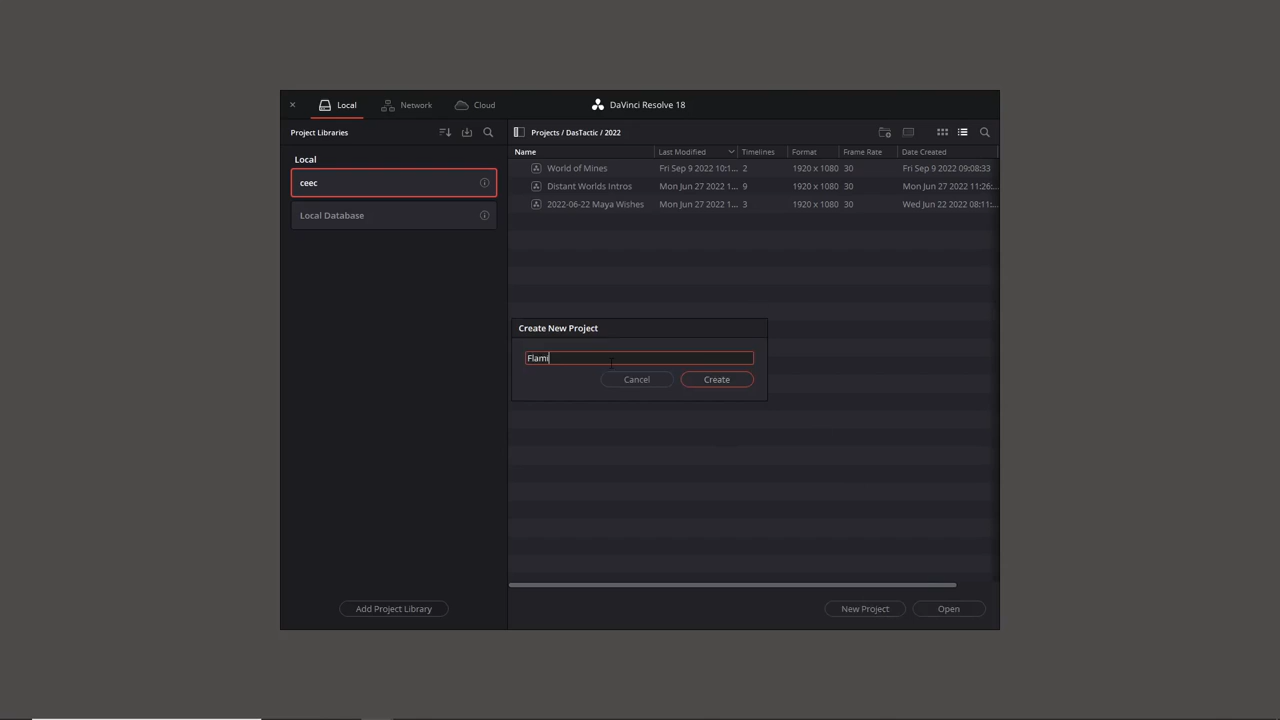 Local Network Cloud DaVinci Resolve 18
Project Libraries Projects / DasTactic / 2022
Name Last Modified Timelines Format Frame Rate Date Created
Local
World of Mines Fri Sep 9 2022 10:1... 2 1920 x 1080 30 Fri Sep 9 2022 09:08:33
ceec
Distant Worlds Intros Mon Jun 27 2022 1... 9 1920 x 1080 30 Mon Jun 27 2022 11:26:...
2022-06-22 Maya Wishes Mon Jun 27 2022 1... 3 1920 x 1080 30 Wed Jun 22 2022 08:11:...
Local Database
Create New Project
Flami
Cancel Create
Add Project Library New Project Open